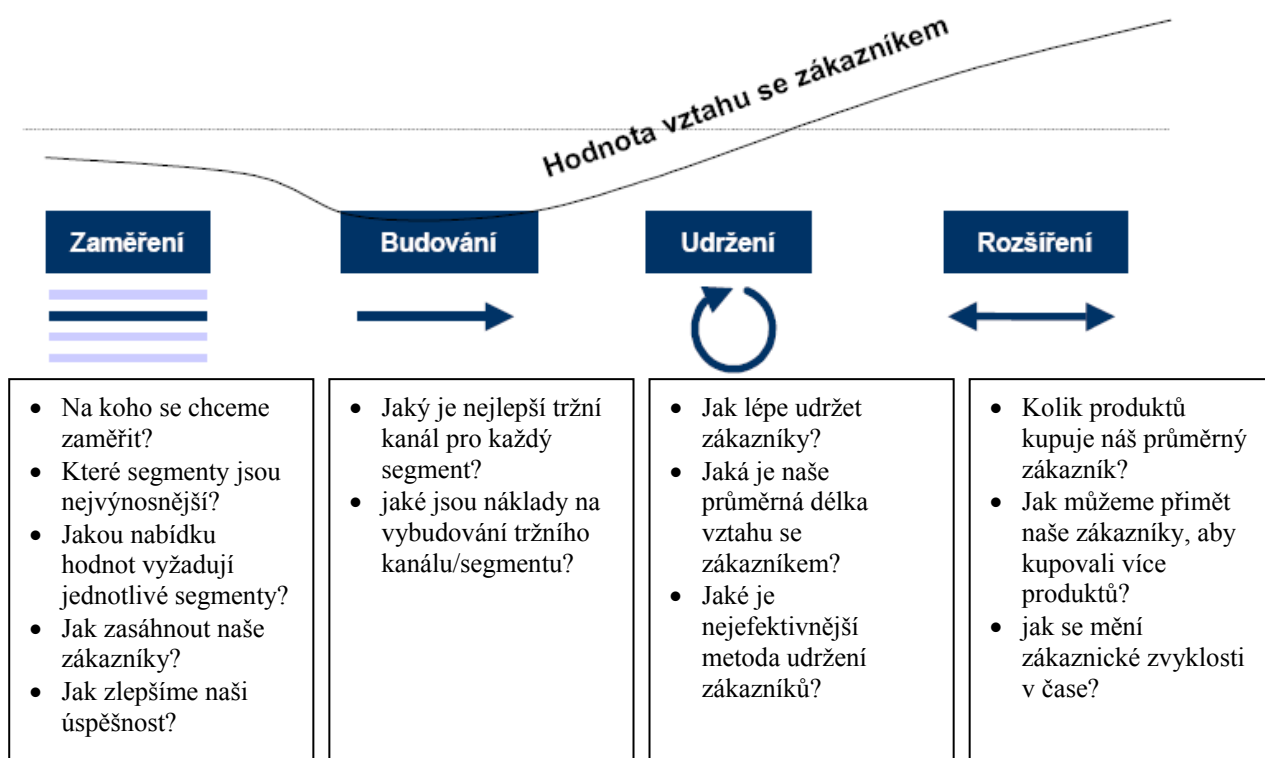 Hodnota vztahu se zákazníkem
Zaměření
Budování
Udržení
Rozšíření
• Na koho se chceme
zaměřit?
• Které segmenty jsou
nejvýnosnější?
• Jakou nabídku
hodnot vyžadují
jednotlivé segmenty?
• Jak zasáhnout naše
zákazníky?
• Jak zlepšíme naši
úspěšnost?
• Jaký je nejlepší tržní
kanál pro každý
segment?
• jaké jsou náklady na
vybudování tržního
kanálu/segmentu?
• Jak lépe udržet
zákazníky?
• Jaká je naše
průměrná délka
vztahu se
zákazníkem?
• Jaké je
nejefektivnější
metoda udržení
zákazníků?
• Kolik produktů
kupuje náš průměrný
zákazník?
• Jak můžeme přimět
naše zákazníky, aby
kupovali více
produktů?
• jak se mění
zákaznické zvyklosti
v čase?